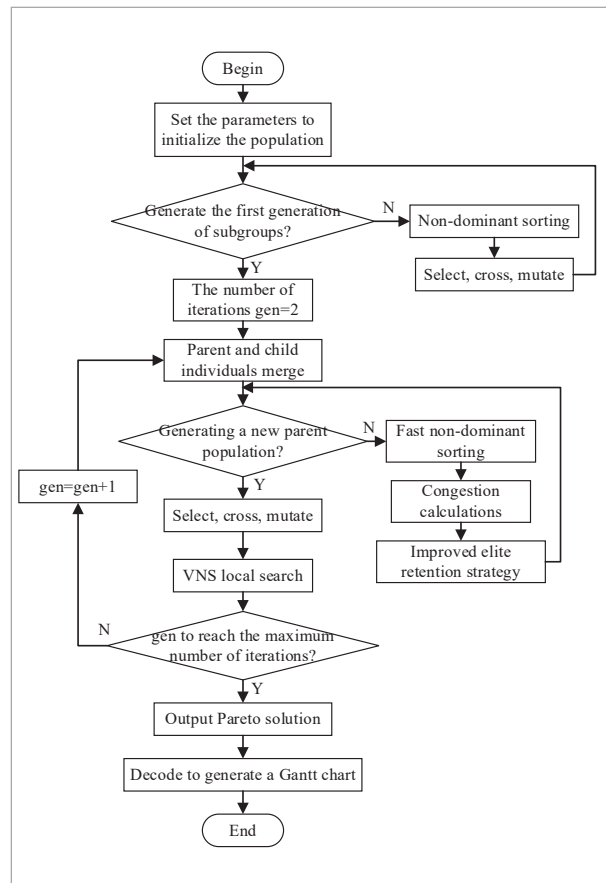 Begin
Set the parameters to
initialize the population
Generate the first generation
of subgroups?
N
Non-dominant sorting
Select, cross, mutate
Y
The number of
iterations gen=2
Parent and child
individuals merge
Generating a new parent
population?
N
Fast non-dominant
sorting
Congestion
calculations
Improved elite
retention strategy
Y
gen=gen+1
Select, cross, mutate
VNS local search
N
gen to reach the maximum
number of iterations?
Y
Output Pareto solution
Decode to generate a Gantt chart
End